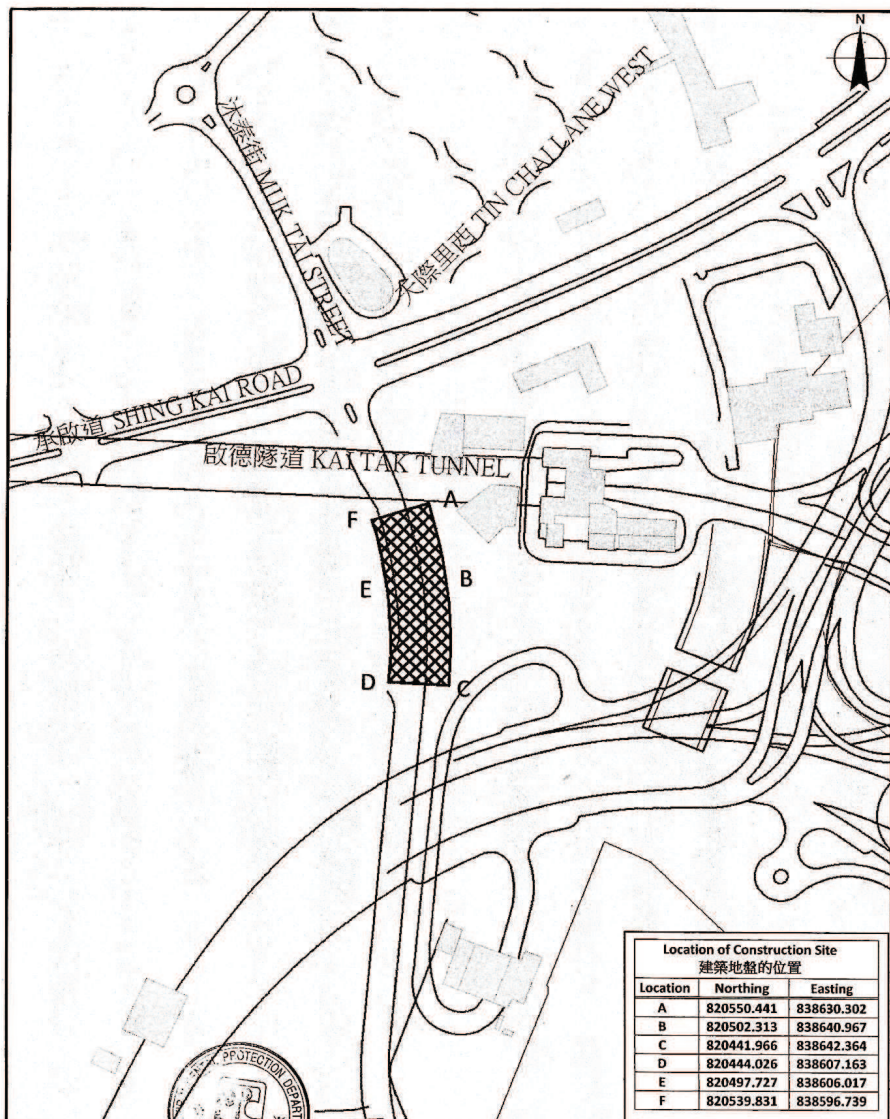 N
沐泰街 MUK TAI STREET
天際里西 TIN CHAI LANE WEST
承啟道 SHING KAI ROAD
啟德隧道 KAI TAK TUNNEL
A
F
E
B
D
C
Location of Construction Site
建築地盤的位置
Location Northing Easting
A 820550.441 838630.302
B 820502.313 838640.967
C 820441.966 838642.364
D 820444.026 838607.163
E 820497.727 838606.017
F 820539.831 838596.739
PROTECTION